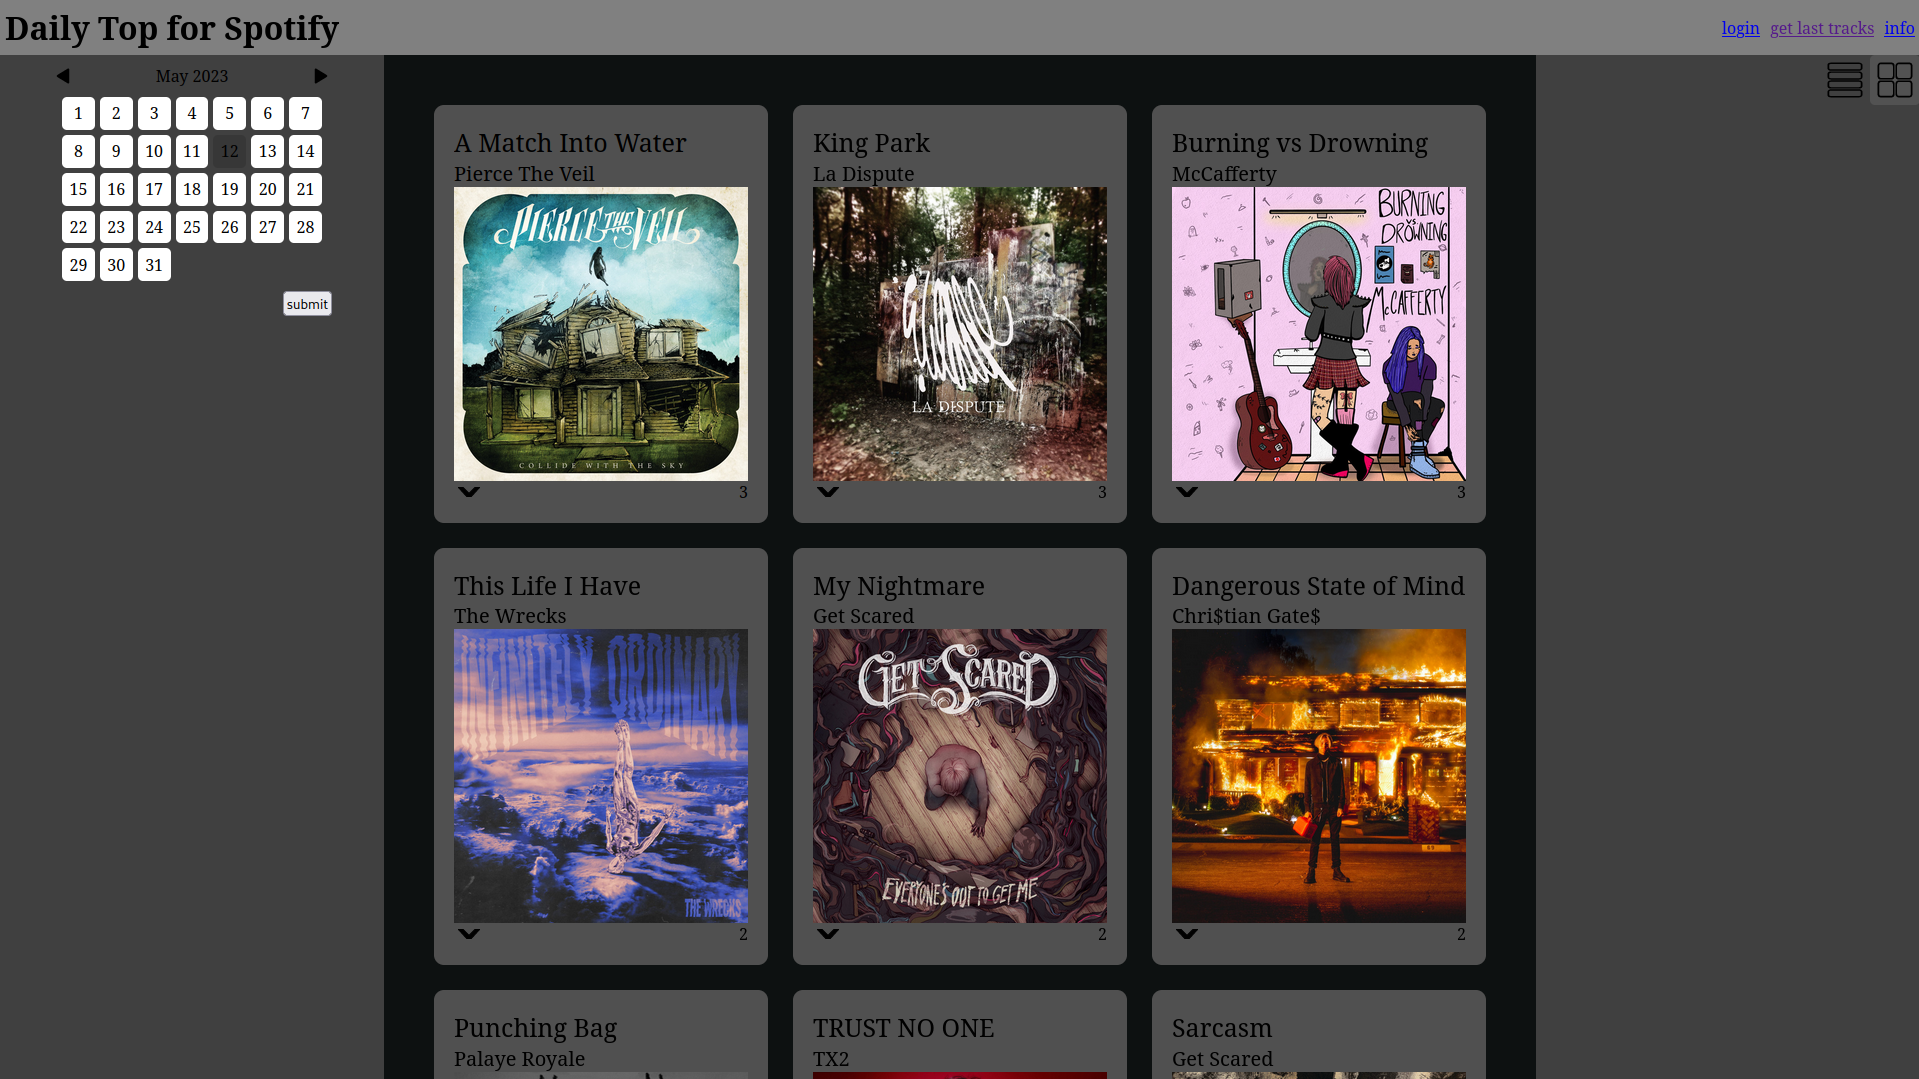 Daily Top for Spotify
login get last tracks info
May 2023
1 2 3 4 5 6 7
8 9 10 11 12 13 14
15 16 17 18 19 20 21
22 23 24 25 26 27 28
29 30 31
submit
A Match Into Water
Pierce The Veil
PIERCE THE VEIL
COLLIDE WITH THE SKY
3
King Park
La Dispute
LA DISPUTE
3
Burning vs Drowning
McCafferty
BURNING
VS.
DROWNING
McCAFFERTY
3
This Life I Have
The Wrecks
INFINITELY ORDINARY
THE WRECKS
2
My Nightmare
Get Scared
GET SCARED
EVERYONE'S OUT TO GET ME
2
Dangerous State of Mind
Chri$tian Gate$
2
Punching Bag
Palaye Royale
TRUST NO ONE
TX2
Sarcasm
Get Scared